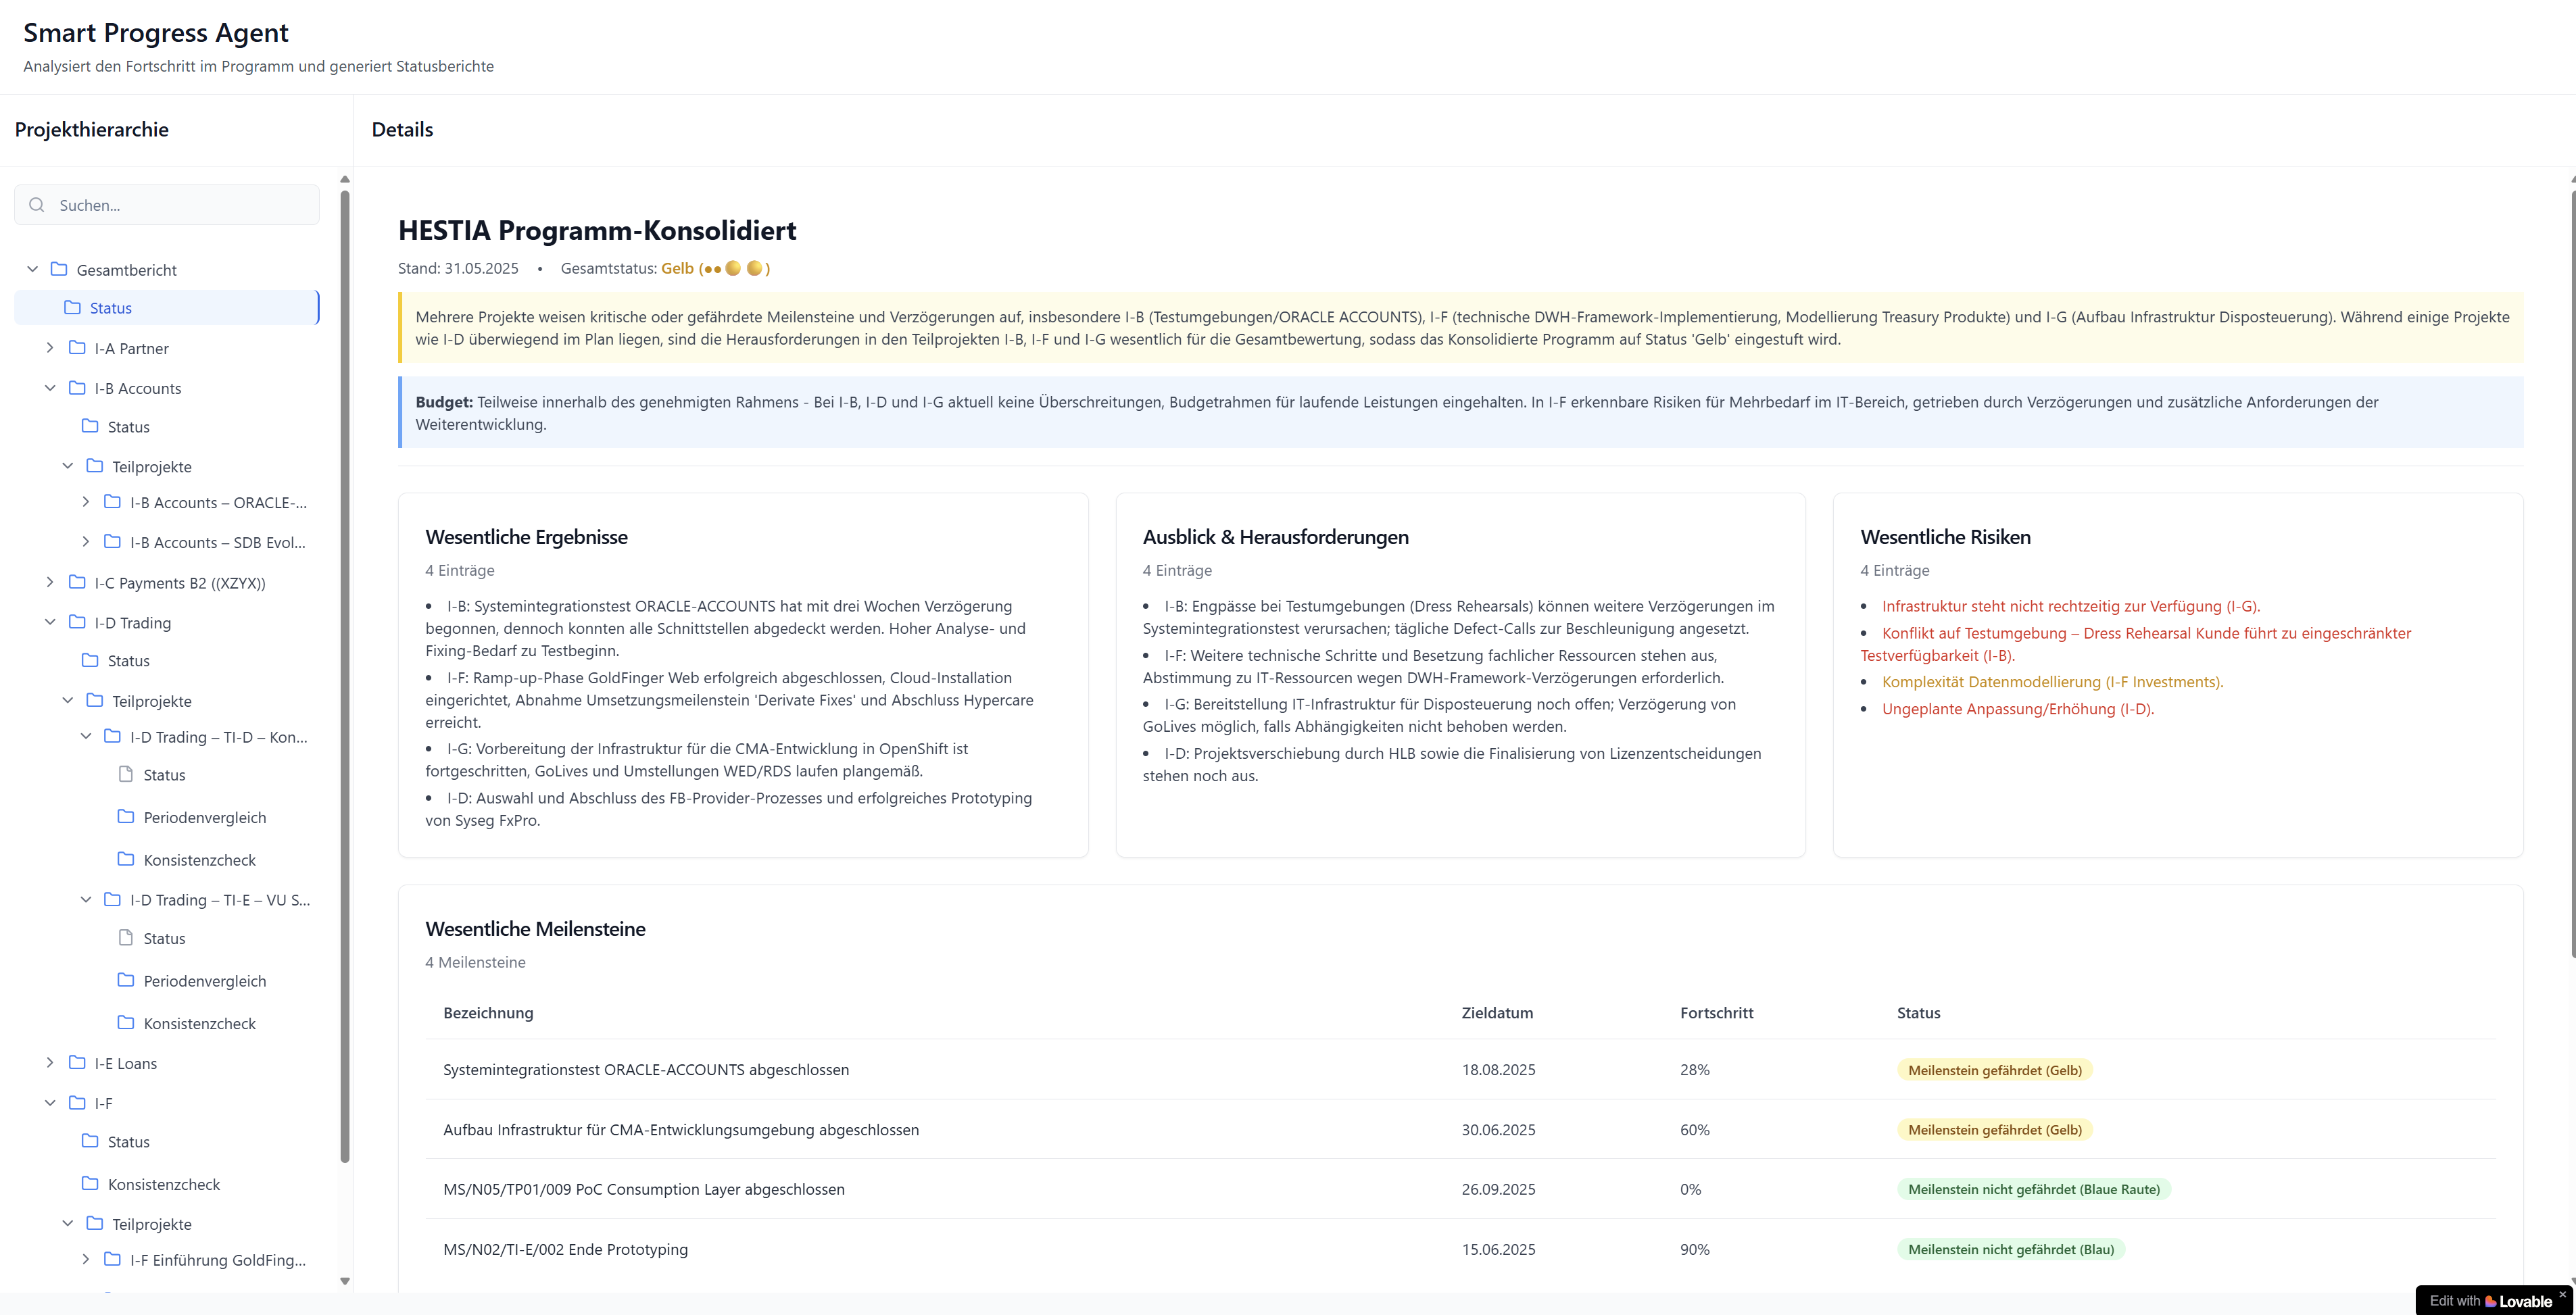 Smart Progress Agent
Analysiert den Fortschritt im Programm und generiert Statusberichte
Projekthierarchie
Suchen...
Gesamtbericht
Status
I-A Partner
I-B Accounts
Status
Teilprojekte
I-B Accounts – ORACLE-...
I-B Accounts – SDB Evol...
I-C Payments B2 ((XZYX))
I-D Trading
Status
Teilprojekte
I-D Trading – TI-D – Kon...
Status
Periodenvergleich
Konsistenzcheck
I-D Trading – TI-E – VU S...
Status
Periodenvergleich
Konsistenzcheck
I-E Loans
I-F
Status
Konsistenzcheck
Teilprojekte
I-F Einführung GoldFing...
Details
HESTIA Programm-Konsolidiert
Stand: 31.05.2025 • Gesamtstatus: Gelb (●●🟡🟡)
Mehrere Projekte weisen kritische oder gefährdete Meilensteine und Verzögerungen auf, insbesondere I-B (Testumgebungen/ORACLE ACCOUNTS), I-F (technische DWH-Framework-Implementierung, Modellierung Treasury Produkte) und I-G (Aufbau Infrastruktur Disposteuerung). Während einige Projekte
wie I-D überwiegend im Plan liegen, sind die Herausforderungen in den Teilprojekten I-B, I-F und I-G wesentlich für die Gesamtbewertung, sodass das Konsolidierte Programm auf Status 'Gelb' eingestuft wird.
Budget: Teilweise innerhalb des genehmigten Rahmens - Bei I-B, I-D und I-G aktuell keine Überschreitungen, Budgetrahmen für laufende Leistungen eingehalten. In I-F erkennbare Risiken für Mehrbedarf im IT-Bereich, getrieben durch Verzögerungen und zusätzliche Anforderungen der
Weiterentwicklung.
Wesentliche Ergebnisse
4 Einträge
• I-B: Systemintegrationstest ORACLE-ACCOUNTS hat mit drei Wochen Verzögerung
begonnen, dennoch konnten alle Schnittstellen abgedeckt werden. Hoher Analyse- und
Fixing-Bedarf zu Testbeginn.
• I-F: Ramp-up-Phase GoldFinger Web erfolgreich abgeschlossen, Cloud-Installation
eingerichtet, Abnahme Umsetzungsmeilenstein 'Derivate Fixes' und Abschluss Hypercare
erreicht.
• I-G: Vorbereitung der Infrastruktur für die CMA-Entwicklung in OpenShift ist
fortgeschritten, GoLives und Umstellungen WED/RDS laufen plangemäß.
• I-D: Auswahl und Abschluss des FB-Provider-Prozesses und erfolgreiches Prototyping
von Syseg FxPro.
Ausblick & Herausforderungen
4 Einträge
• I-B: Engpässe bei Testumgebungen (Dress Rehearsals) können weitere Verzögerungen im
Systemintegrationstest verursachen; tägliche Defect-Calls zur Beschleunigung angesetzt.
• I-F: Weitere technische Schritte und Besetzung fachlicher Ressourcen stehen aus,
Abstimmung zu IT-Ressourcen wegen DWH-Framework-Verzögerungen erforderlich.
• I-G: Bereitstellung IT-Infrastruktur für Disposteuerung noch offen; Verzögerung von
GoLives möglich, falls Abhängigkeiten nicht behoben werden.
• I-D: Projektsverschiebung durch HLB sowie die Finalisierung von Lizenzentscheidungen
stehen noch aus.
Wesentliche Risiken
4 Einträge
• Infrastruktur steht nicht rechtzeitig zur Verfügung (I-G).
• Konflikt auf Testumgebung – Dress Rehearsal Kunde führt zu eingeschränkter
Testverfügbarkeit (I-B).
• Komplexität Datenmodellierung (I-F Investments).
• Ungeplante Anpassung/Erhöhung (I-D).
Wesentliche Meilensteine
4 Meilensteine
Bezeichnung Zieldatum Fortschritt Status
Systemintegrationstest ORACLE-ACCOUNTS abgeschlossen 18.08.2025 28% Meilenstein gefährdet (Gelb)
Aufbau Infrastruktur für CMA-Entwicklungsumgebung abgeschlossen 30.06.2025 60% Meilenstein gefährdet (Gelb)
MS/N05/TP01/009 PoC Consumption Layer abgeschlossen 26.09.2025 0% Meilenstein nicht gefährdet (Blaue Raute)
MS/N02/TI-E/002 Ende Prototyping 15.06.2025 90% Meilenstein nicht gefährdet (Blau)
Edit with Lovable ×